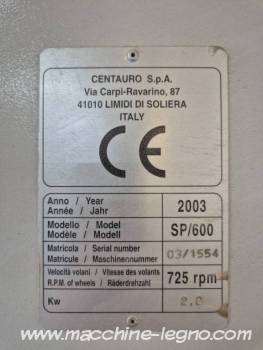 CENTAURO S.p.A.
Via Carpi-Ravarino, 87
41010 LIMIDI DI SOLIERA
ITALY
CE
Anno / Year
Année / Jahr
2003
Modello / Model
Modèle / Modell
SP/600
Matricola / Serial number
Matricule / Maschinennummer
03/1554
Velocità volani / Vitesse des volants
R.P.M. of wheels / Räderdrehzahl
725 rpm
Kw
www.macchine-legno.com